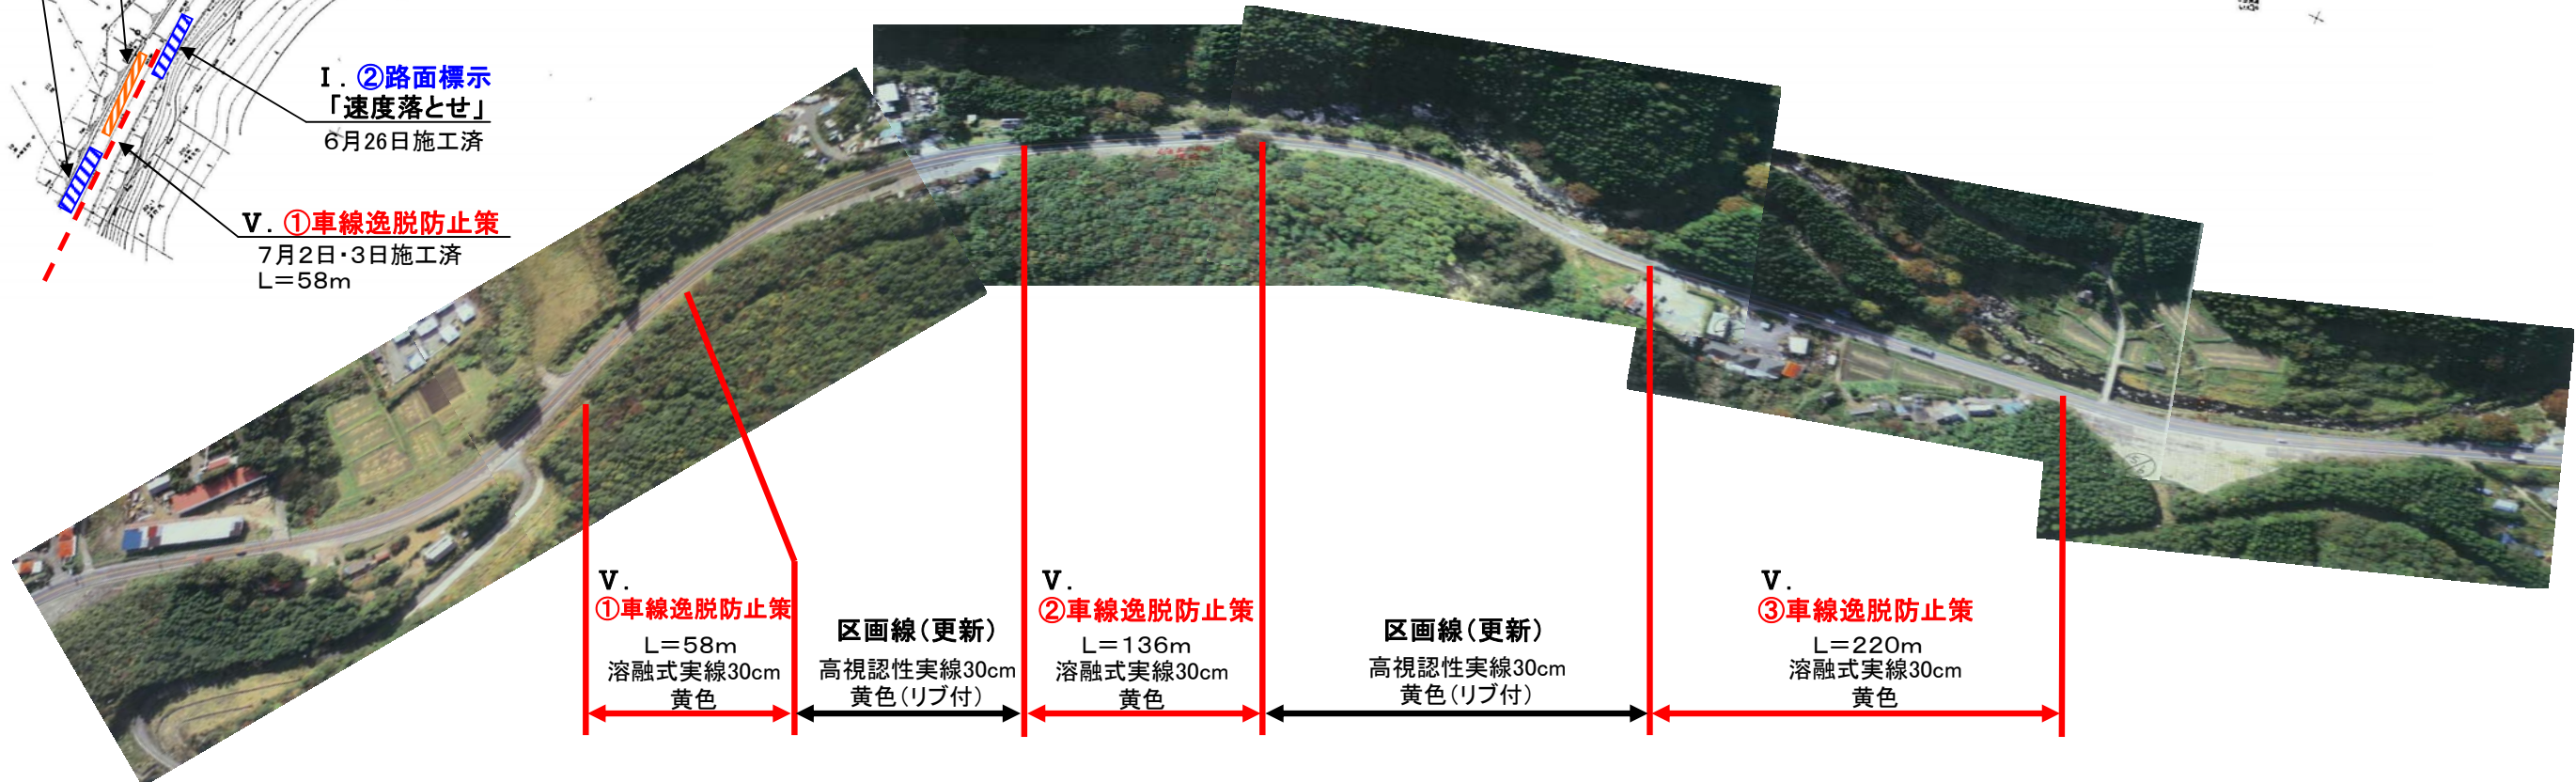 Ⅰ. ②路面標示
「速度落とせ」
6月26日施工済
Ⅴ. ①車線逸脱防止策
7月2日・3日施工済
L=58m
Ⅴ.
①車線逸脱防止策
L=58m
溶融式実線30cm
黄色
区画線(更新)
高視認性実線30cm
黄色(リブ付)
Ⅴ.
②車線逸脱防止策
L=136m
溶融式実線30cm
黄色
区画線(更新)
高視認性実線30cm
黄色(リブ付)
Ⅴ.
③車線逸脱防止策
L=220m
溶融式実線30cm
黄色